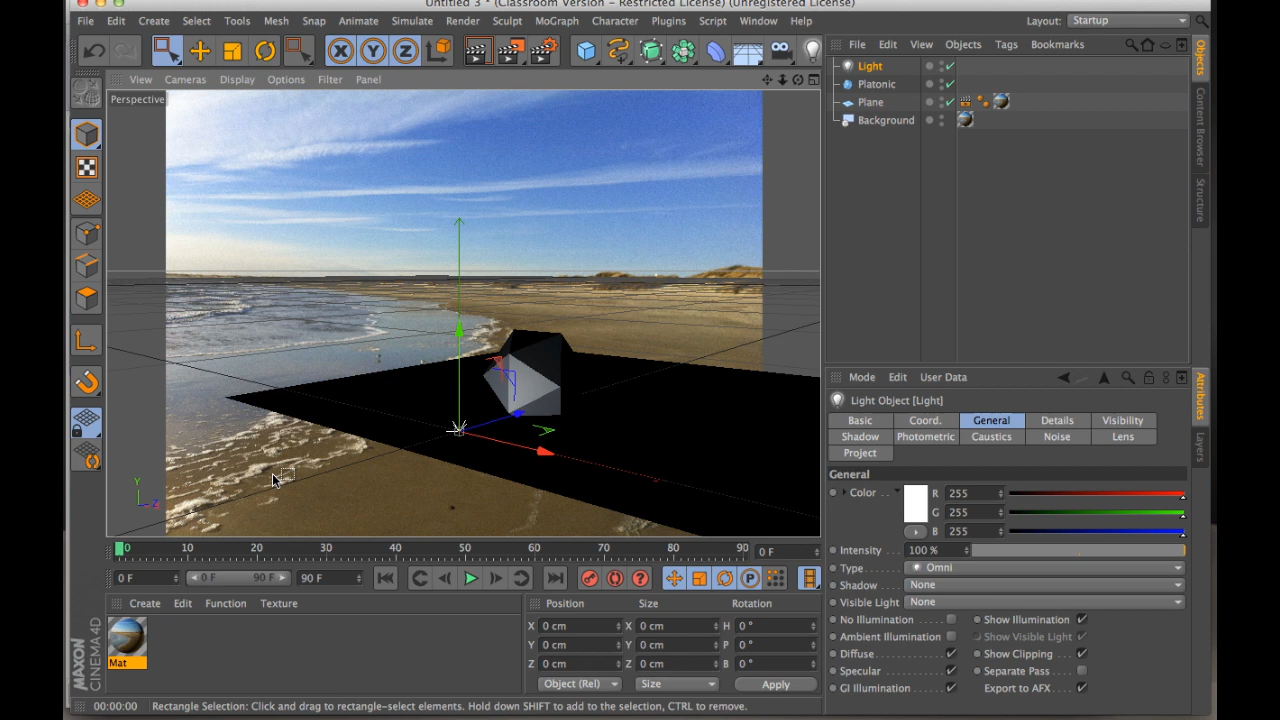 Untitled 3 * (Classroom Version - Restricted License) (Unregistered License)
File Edit Create Select Tools Mesh Snap Animate Simulate Render Sculpt MoGraph Character Plugins Script Window Help Layout: Startup
X Y Z
File Edit View Objects Tags Bookmarks
Light
Platonic
Plane
Background
Objects
Content Browser
Structure
View Cameras Display Options Filter Panel
Perspective
Y
Z
Mode Edit User Data
Light Object [Light]
Basic Coord. General Details Visibility
Shadow Photometric Caustics Noise Lens
Project
General
Color R 255
G 255
B 255
Intensity 100 %
Type Omni
Shadow None
Visible Light None
No Illumination Show Illumination
Ambient Illumination Show Visible Light
Diffuse Show Clipping
Specular Separate Pass
GI Illumination Export to AFX
Attributes
Layers
0 10 20 30 40 50 60 70 80 90 0 F
0 F 0 F 90 F 90 F
P
Create Edit Function Texture
Mat
Position Size Rotation
X 0 cm X 0 cm H 0 °
Y 0 cm Y 0 cm P 0 °
Z 0 cm Z 0 cm B 0 °
Object (Rel) Size Apply
MAXON
CINEMA 4D
00:00:00 Rectangle Selection: Click and drag to rectangle-select elements. Hold down SHIFT to add to the selection, CTRL to remove.